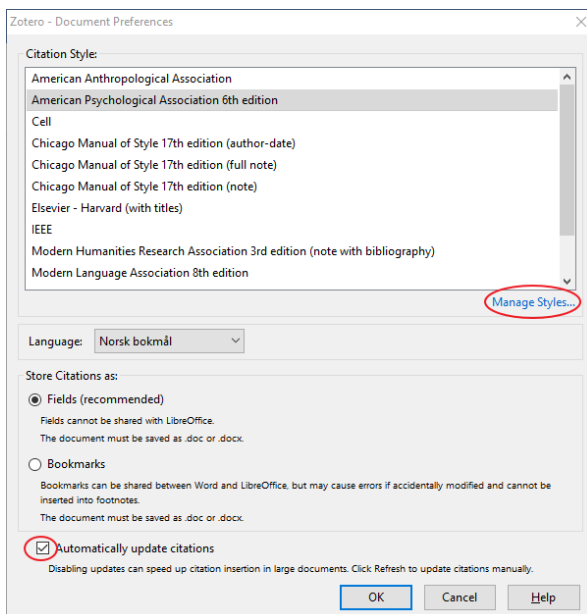 Zotero - Document Preferences
Citation Style:
American Anthropological Association
American Psychological Association 6th edition
Cell
Chicago Manual of Style 17th edition (author-date)
Chicago Manual of Style 17th edition (full note)
Chicago Manual of Style 17th edition (note)
Elsevier - Harvard (with titles)
IEEE
Modern Humanities Research Association 3rd edition (note with bibliography)
Modern Language Association 8th edition
Manage Styles...
Language: Norsk bokmål
Store Citations as:
Fields (recommended)
Fields cannot be shared with LibreOffice.
The document must be saved as .doc or .docx.
Bookmarks
Bookmarks can be shared between Word and LibreOffice, but may cause errors if accidentally modified and cannot be
inserted into footnotes.
The document must be saved as .doc or .docx.
Automatically update citations
Disabling updates can speed up citation insertion in large documents. Click Refresh to update citations manually.
OK Cancel Help